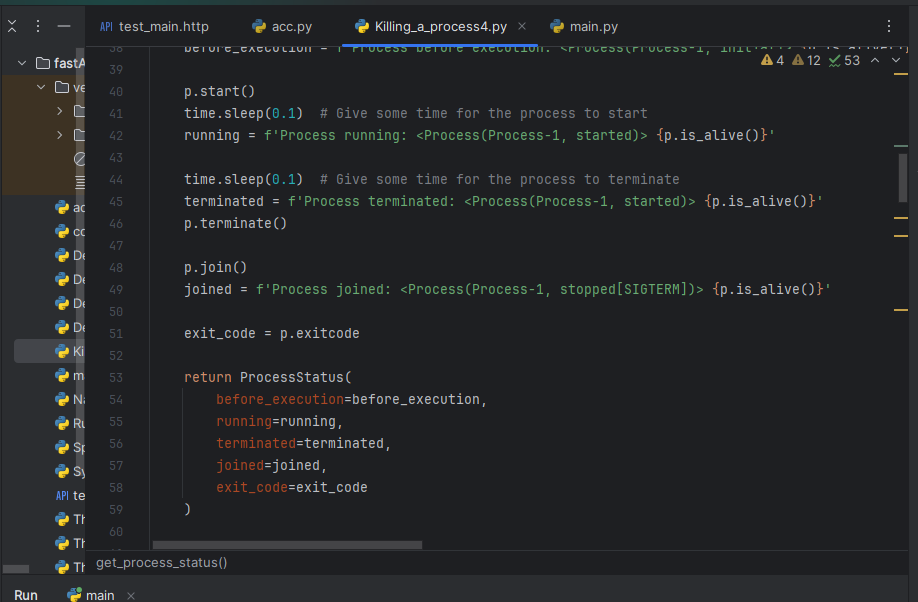 test_main.http
acc.py
Killing_a_process4.py
main.py
4 12 53
fastA
ve
38 before_execution = f'Process before execution: <Process(Process-1, initial)> {p.is_alive()}'
39
40 p.start()
41 time.sleep(0.1)  # Give some time for the process to start
42 running = f'Process running: <Process(Process-1, started)> {p.is_alive()}'
43
44 time.sleep(0.1)  # Give some time for the process to terminate
45 terminated = f'Process terminated: <Process(Process-1, started)> {p.is_alive()}'
46 p.terminate()
47
48 p.join()
49 joined = f'Process joined: <Process(Process-1, stopped[SIGTERM])> {p.is_alive()}'
50
51 exit_code = p.exitcode
52
53 return ProcessStatus(
54 before_execution=before_execution,
55 running=running,
56 terminated=terminated,
57 joined=joined,
58 exit_code=exit_code
59 )
60
ac
co
De
De
De
De
Ki
m
Na
Ru
Sp
Sy
API te
Th
Th
Th
get_process_status()
Run
main